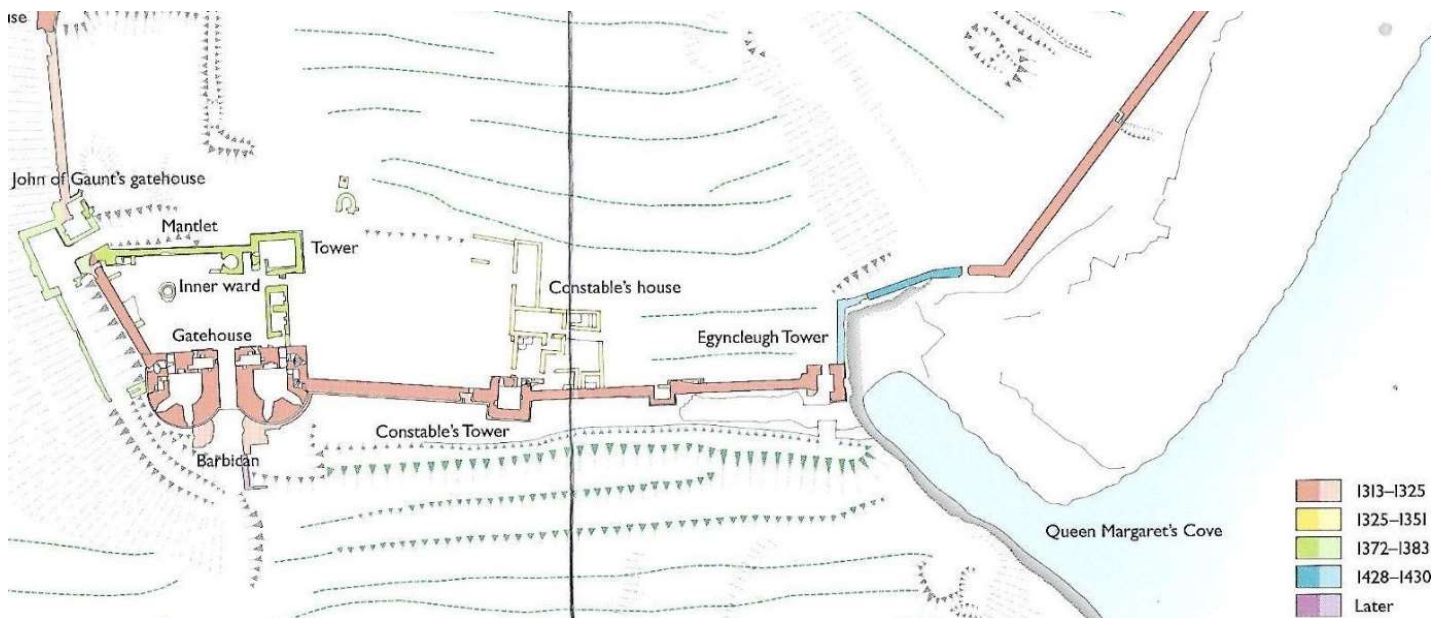 John of Gaunt's gatehouse
Mantlet
Tower
Inner ward
Constable's house
Gatehouse
Egyncleugh Tower
Constable's Tower
Barbican
Queen Margaret's Cove
1313–1325
1325–1351
1372–1383
1428–1430
Later